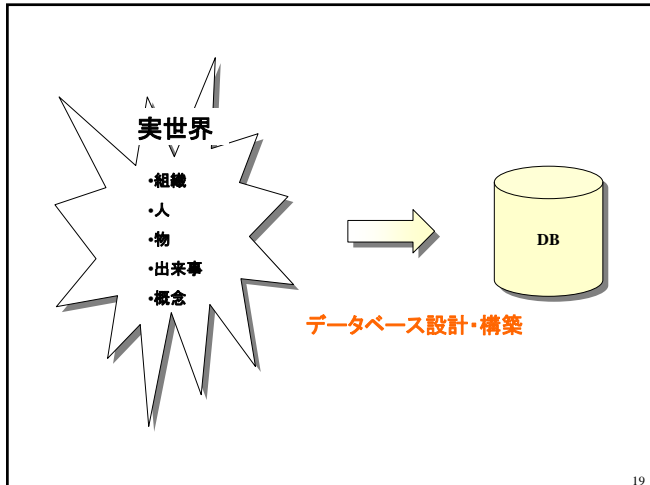 実世界
・組織
・人
・物
・出来事
・概念
DB
データベース設計・構築
19